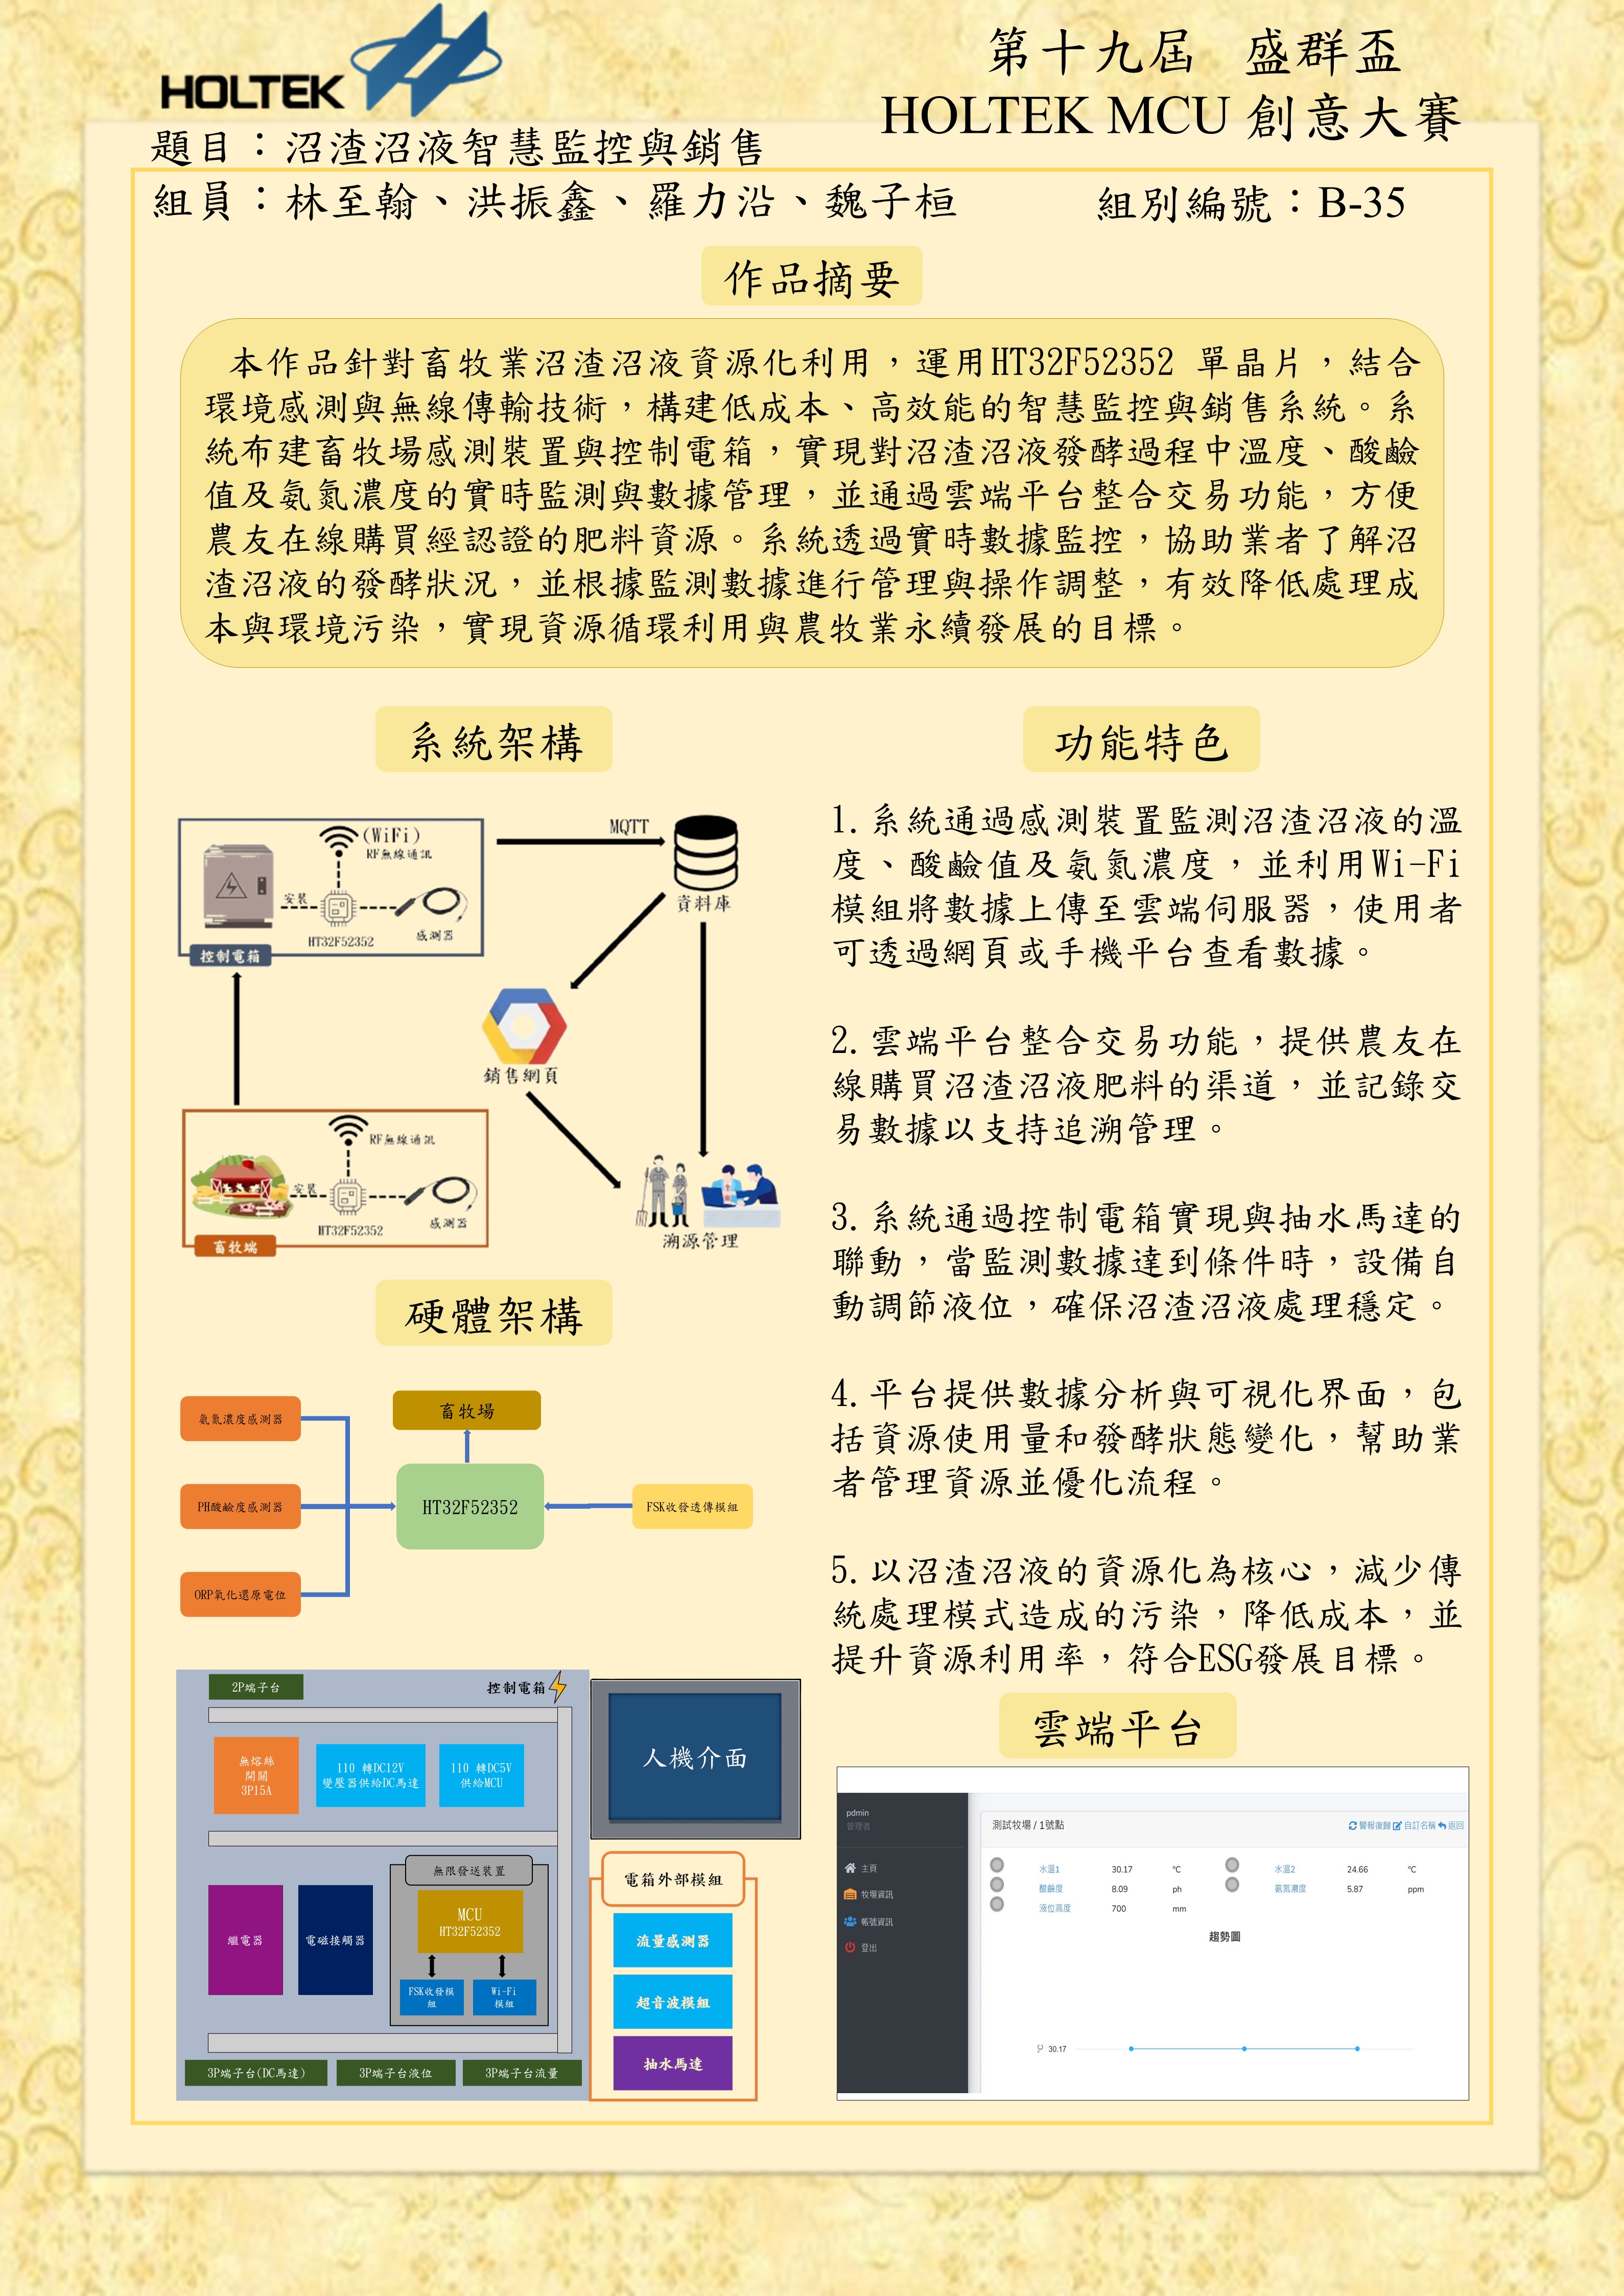 HOLTEK
第十九屆 盛群盃
HOLTEK MCU 創意大賽
題目：沼渣沼液智慧監控與銷售
組員：林至翰、洪振鑫、羅力沿、魏子桓
組別編號：B-35
作品摘要
本作品針對畜牧業沼渣沼液資源化利用，運用HT32F52352 單晶片，結合
環境感測與無線傳輸技術，構建低成本、高效能的智慧監控與銷售系統。系
統布建畜牧場感測裝置與控制電箱，實現對沼渣沼液發酵過程中溫度、酸鹼
值及氨氮濃度的實時監測與數據管理，並通過雲端平台整合交易功能，方便
農友在線購買經認證的肥料資源。系統透過實時數據監控，協助業者了解沼
渣沼液的發酵狀況，並根據監測數據進行管理與操作調整，有效降低處理成
本與環境污染，實現資源循環利用與農牧業永續發展的目標。
系統架構
(WiFi)
RF無線通訊
安裝
HT32F52352
感測器
控制電箱
MQTT
資料庫
銷售網頁
RF無線通訊
安裝
HT32F52352
感測器
畜牧端
溯源管理
硬體架構
氨氮濃度感測器
畜牧場
PH酸鹼度感測器
HT32F52352
FSK收發透傳模組
ORP氧化還原電位
2P端子台
控制電箱
無熔絲
開關
3P15A
110 轉DC12V
變壓器供給DC馬達
110 轉DC5V
供給MCU
無限發送裝置
MCU
HT32F52352
繼電器
電磁接觸器
FSK收發模
組
Wi-Fi
模組
3P端子台(DC馬達)
3P端子台液位
3P端子台流量
人機介面
電箱外部模組
流量感測器
超音波模組
抽水馬達
功能特色
1. 系統通過感測裝置監測沼渣沼液的溫
度、酸鹼值及氨氮濃度，並利用Wi-Fi
模組將數據上傳至雲端伺服器，使用者
可透過網頁或手機平台查看數據。
2. 雲端平台整合交易功能，提供農友在
線購買沼渣沼液肥料的渠道，並記錄交
易數據以支持追溯管理。
3. 系統通過控制電箱實現與抽水馬達的
聯動，當監測數據達到條件時，設備自
動調節液位，確保沼渣沼液處理穩定。
4. 平台提供數據分析與可視化界面，包
括資源使用量和發酵狀態變化，幫助業
者管理資源並優化流程。
5. 以沼渣沼液的資源化為核心，減少傳
統處理模式造成的污染，降低成本，並
提升資源利用率，符合ESG發展目標。
雲端平台
pdmin
管理者
主頁
牧場資訊
帳號資訊
登出
測試牧場 / 1號點
警報復歸 自訂名稱 返回
水溫1 30.17 °C 水溫2 24.66 °C
酸鹼度 8.09 ph 氨氮濃度 5.87 ppm
液位高度 700 mm
趨勢圖
°C 30.17